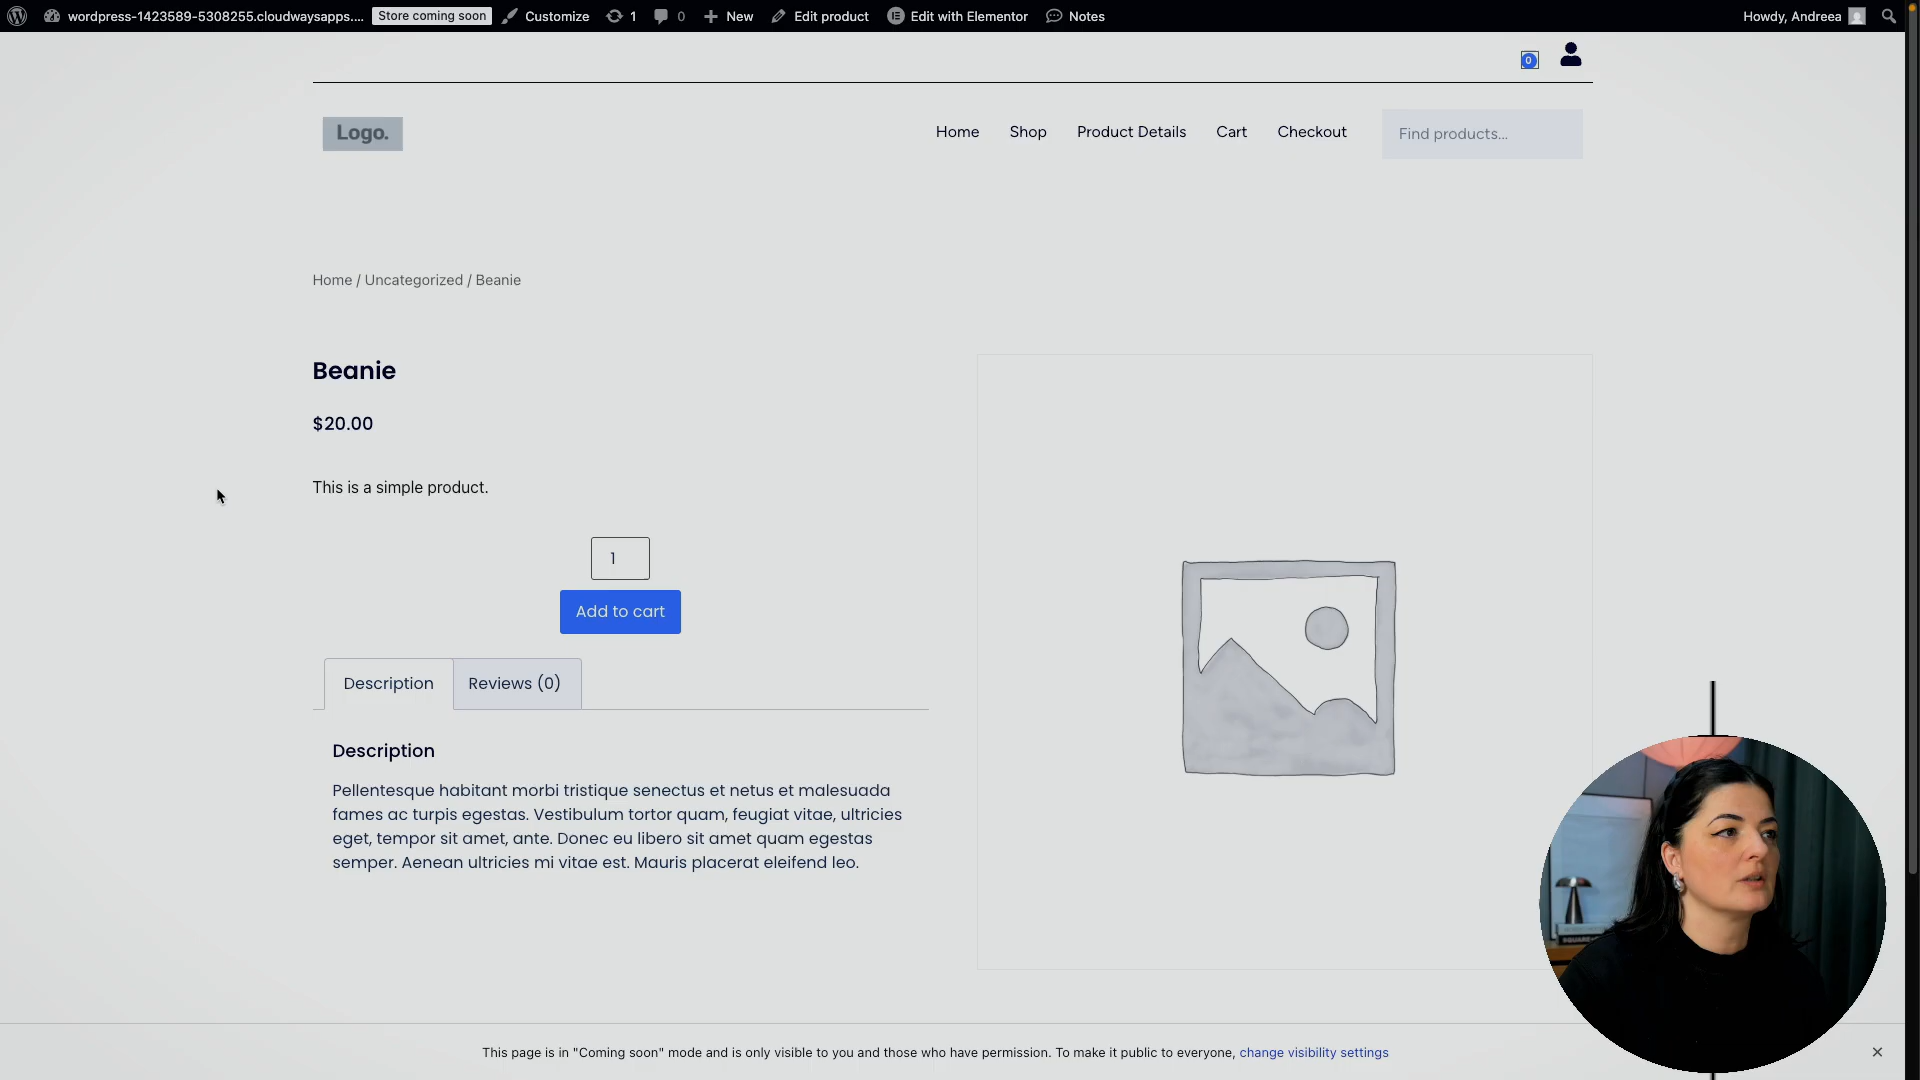 wordpress-1423589-5308255.cloudwaysapps.... Store coming soon Customize 1 0 New Edit product Edit with Elementor Notes Howdy, Andreea
0
Logo. Home Shop Product Details Cart Checkout Find products...
Home / Uncategorized / Beanie
Beanie
$20.00
This is a simple product.
1
Add to cart
Description Reviews (0)
Description
Pellentesque habitant morbi tristique senectus et netus et malesuada
fames ac turpis egestas. Vestibulum tortor quam, feugiat vitae, ultricies
eget, tempor sit amet, ante. Donec eu libero sit amet quam egestas
semper. Aenean ultricies mi vitae est. Mauris placerat eleifend leo.
This page is in "Coming soon" mode and is only visible to you and those who have permission. To make it public to everyone, change visibility settings